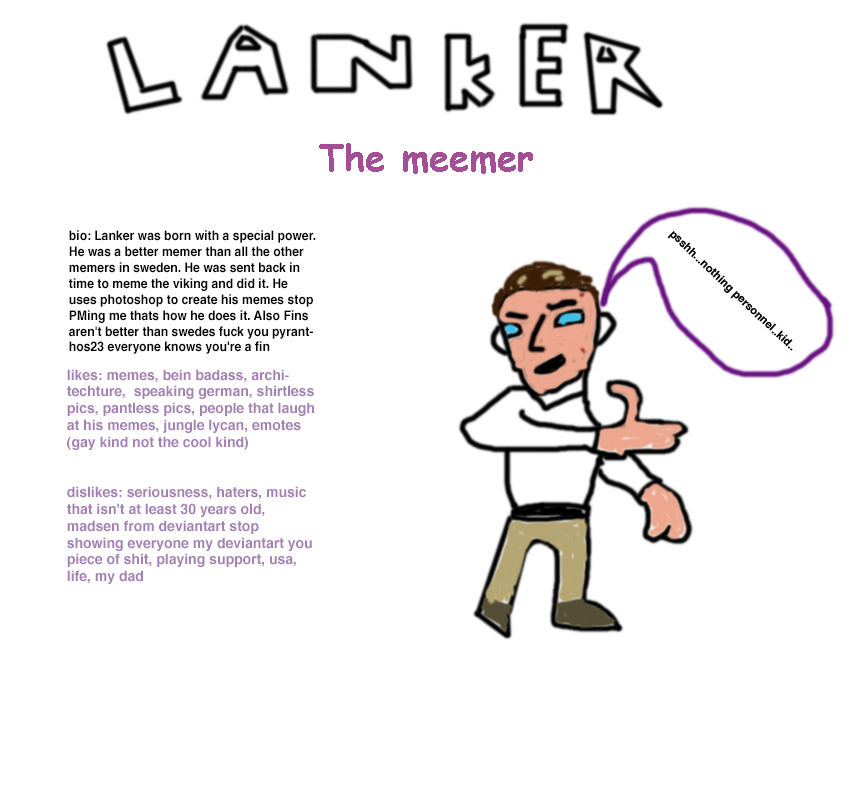 LANKER
The meemer
bio: Lanker was born with a special power.
He was a better memer than all the other
memers in sweden. He was sent back in
time to meme the viking and did it. He
uses photoshop to create his memes stop
PMing me thats how he does it. Also Fins
aren't better than swedes fuck you pyrant-
hos23 everyone knows you're a fin
likes: memes, bein badass, archi-
techture,  speaking german, shirtless
pics, pantless pics, people that laugh
at his memes, jungle lycan, emotes
(gay kind not the cool kind)
dislikes: seriousness, haters, music
that isn't at least 30 years old,
madsen from deviantart stop
showing everyone my deviantart you
piece of shit, playing support, usa,
life, my dad
psshh...nothing personnel..kid..